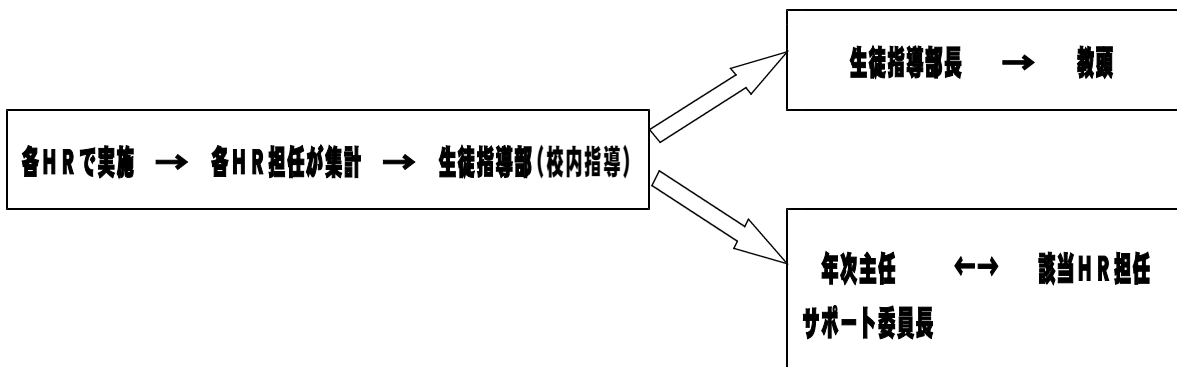 生徒指導部長 → 教頭
各HRで実施 → 各HR担任が集計 → 生徒指導部(校内指導)
年次主任 ←→ 該当HR担任
サポート委員長